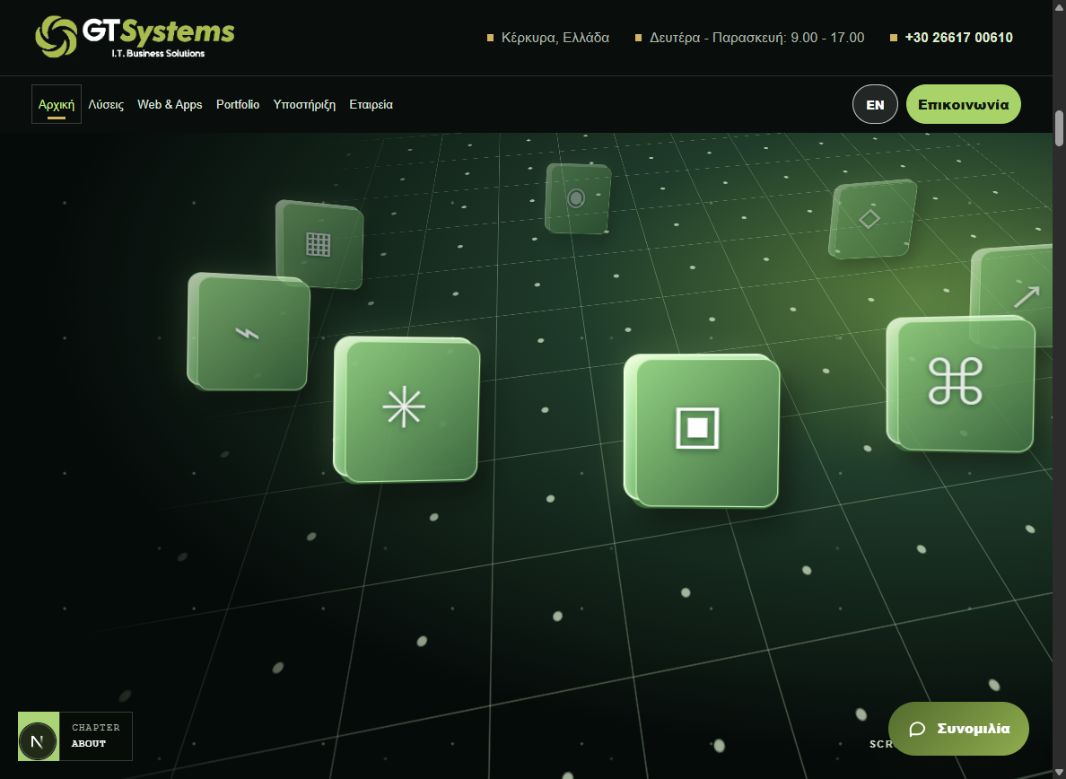 GTSystems
I.T. Business Solutions
Κέρκυρα, Ελλάδα
Δευτέρα - Παρασκευή: 9.00 - 17.00
+30 26617 00610
Αρχική
Λύσεις
Web & Apps
Portfolio
Υποστήριξη
Εταιρεία
EN
Επικοινωνία
N
CHAPTER
ABOUT
SCR
Συνομιλία